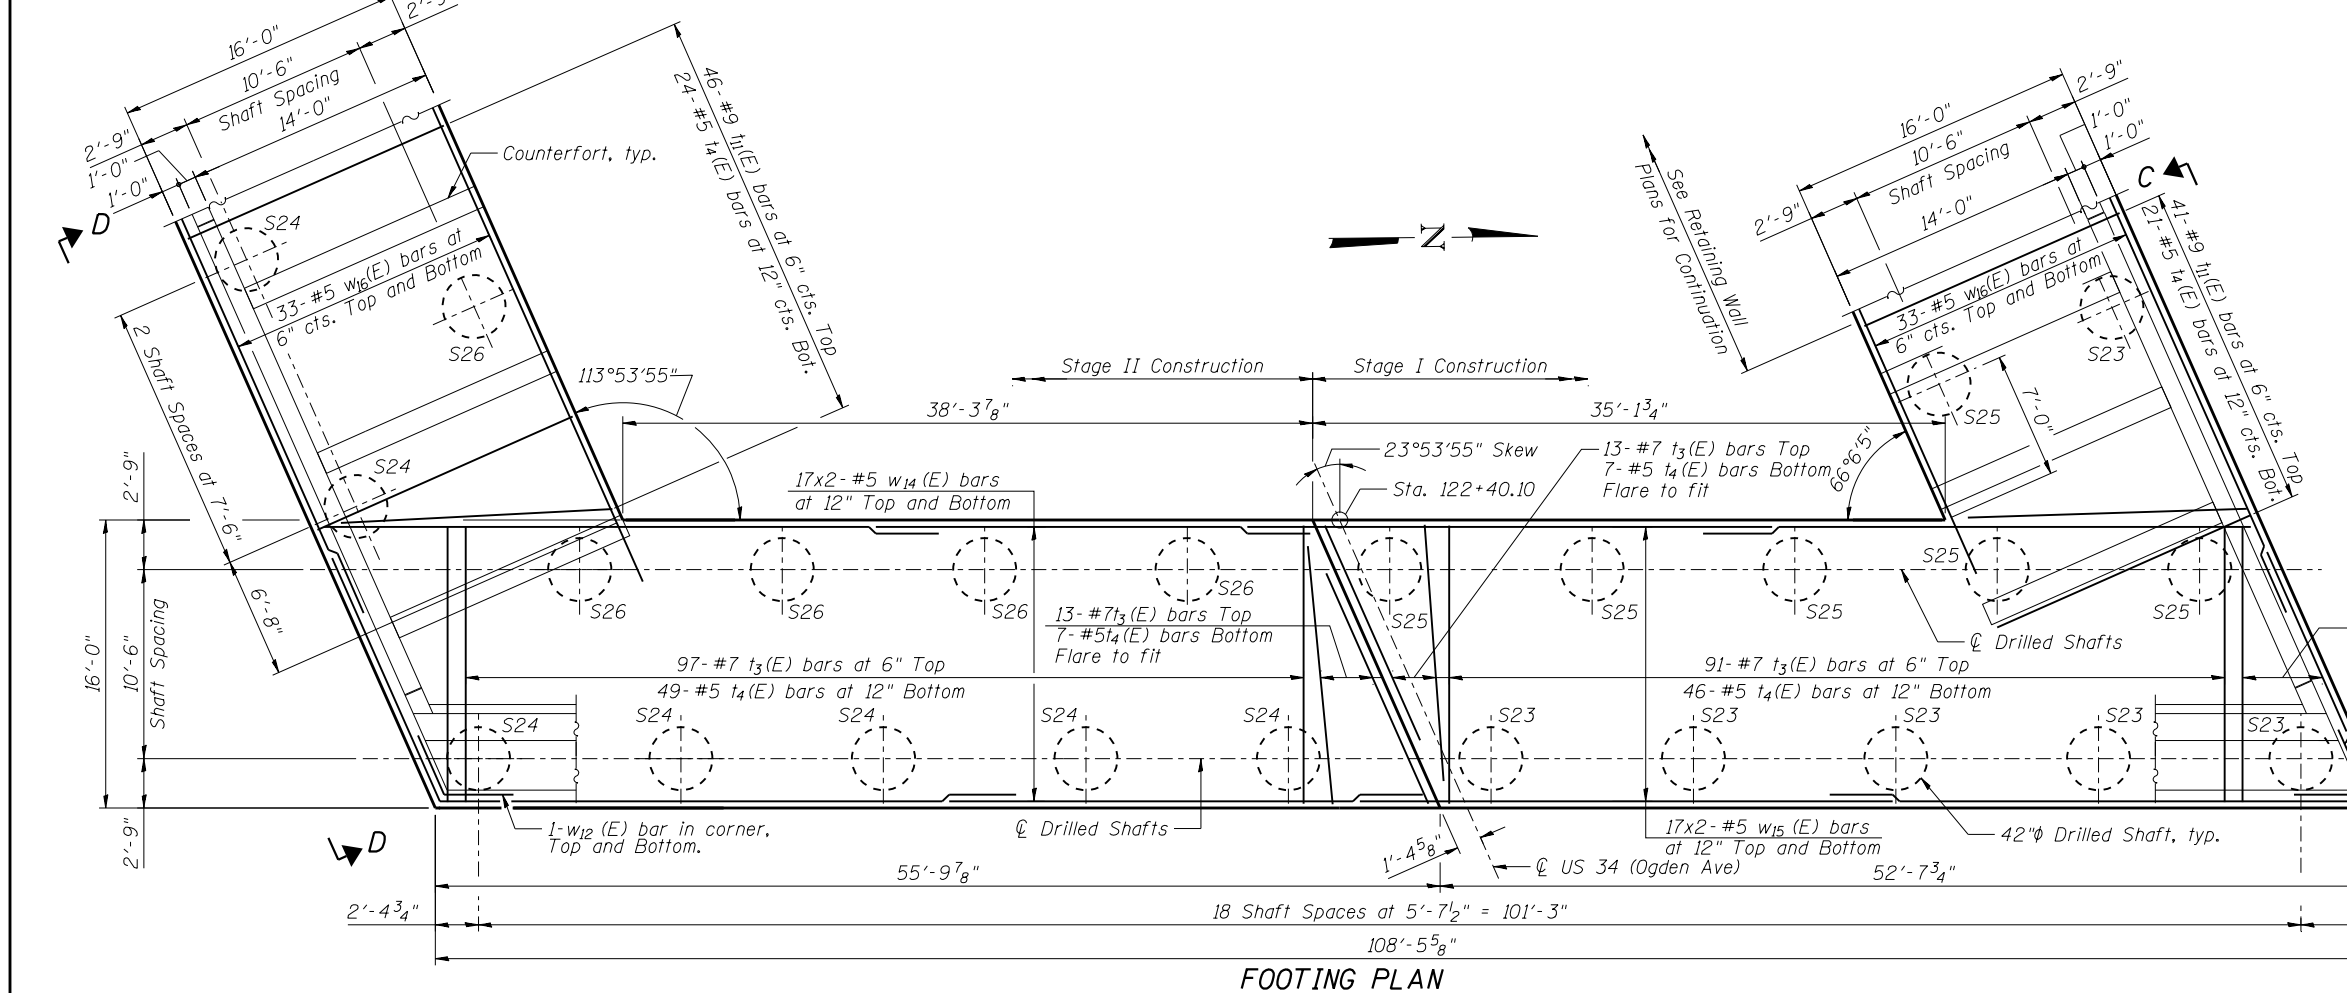 16'-0"
10'-6"
Shaft Spacing
14'-0"
2'-9"
1'-0"
1'-0"
D
S24
Counterfort, typ.
46-#9 t11(E) bars at 6" cts. Top
24-#5 t4(E) bars at 12" cts. Bot.
33-#5 w16(E) bars at
6" cts. Top and Bottom
S26
2 Shaft Spaces at 7'-6"
6'-8"
S24
113°53'55"
N
See Retaining Wall
Plans for Continuation
16'-0"
10'-6"
Shaft Spacing
14'-0"
2'-9"
2'-9"
1'-0"
1'-0"
C
33-#5 w16(E) bars at
6" cts. Top and Bottom
41-#9 t11(E) bars at 6" cts. Top
21-#5 t4(E) bars at 12" cts. Bot.
S23
S25
7'-0"
66°6'5"
Stage II Construction
Stage I Construction
38'-3 7/8"
35'-1 3/4"
23°53'55" Skew
Sta. 122+40.10
13-#7 t3(E) bars Top
7-#5 t4(E) bars Bottom
Flare to fit
17x2-#5 w14(E) bars
at 12" Top and Bottom
2'-9"
16'-0"
10'-6"
Shaft Spacing
2'-9"
S26
S26
S26
S26
S25
S25
S25
S25
S25
13-#7t3(E) bars Top
7-#5t4(E) bars Bottom
Flare to fit
℄ Drilled Shafts
97-#7 t3(E) bars at 6" Top
49-#5 t4(E) bars at 12" Bottom
91-#7 t3(E) bars at 6" Top
46-#5 t4(E) bars at 12" Bottom
S24
S24
S24
S24
S24
S23
S23
S23
S23
S23
D
1-w12 (E) bar in corner,
Top and Bottom.
℄ Drilled Shafts
1'-4 5/8"
17x2-#5 w15 (E) bars
at 12" Top and Bottom
℄ US 34 (Ogden Ave)
42"ϕ Drilled Shaft, typ.
55'-9 7/8"
52'-7 3/4"
2'-4 3/4"
18 Shaft Spaces at 5'-7 1/2" = 101'-3"
108'-5 5/8"
FOOTING PLAN